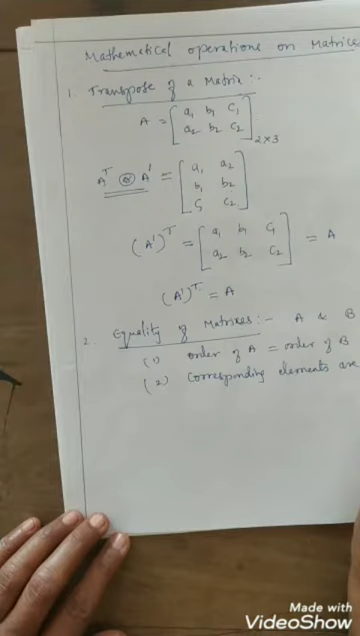 Mathematical operations on Matrices
1. Transpose of a Matrix :-
A = [ a₁ b₁ c₁
a₂ b₂ c₂ ] 2×3
Aᵀ or A' = [ a₁ a₂
b₁ b₂
c₁ c₂ ]
(A')ᵀ = [ a₁ b₁ c₁
a₂ b₂ c₂ ] = A
(A')ᵀ = A
2. Equality of Matrices :- A & B
(1) order of A = order of B
(2) Corresponding elements are
Made with
VideoShow